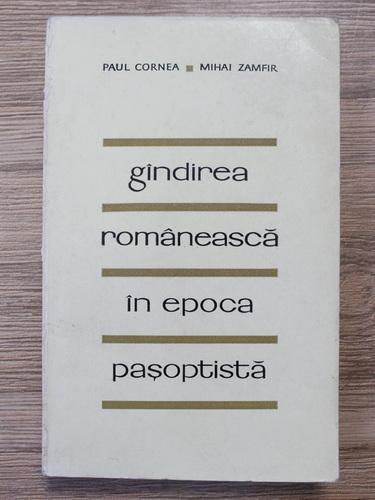 PAUL CORNEA ■ MIHAI ZAMFIR
gîndirea
românească
în epoca
pașoptistă